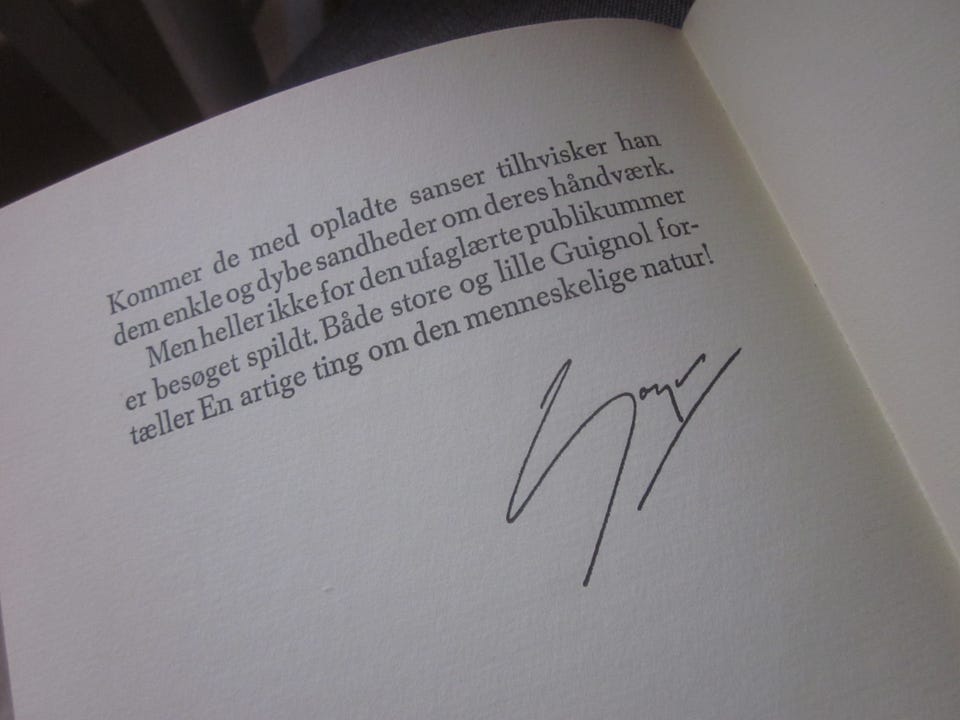 Kommer de med opladte sanser tilhvisker han
dem enkle og dybe sandheder om deres håndværk.
Men heller ikke for den ufaglærte publikummer
er besøget spildt. Både store og lille Guignol for-
tæller En artige ting om den menneskelige natur!